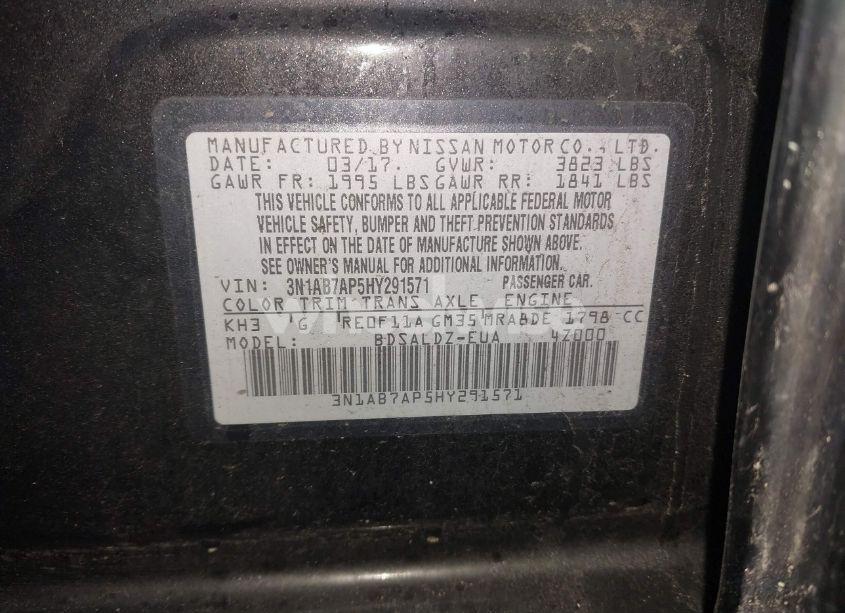 MANUFACTURED BY NISSAN MOTOR CO., LTD.
DATE: 03/17. GVWR: 3823 LBS
GAWR FR: 1995 LBS GAWR RR: 1841 LBS
THIS VEHICLE CONFORMS TO ALL APPLICABLE FEDERAL MOTOR
VEHICLE SAFETY, BUMPER AND THEFT PREVENTION STANDARDS
IN EFFECT ON THE DATE OF MANUFACTURE SHOWN ABOVE.
SEE OWNER'S MANUAL FOR ADDITIONAL INFORMATION.
VIN: 3N1AB7AP5HY291571 PASSENGER CAR.
COLOR TRIM TRANS AXLE ENGINE
KH3 'G 'RE0F11A GM35'MRA8DE 1798 CC
MODEL: BDSALDZ-EUA 4Z000
3N1AB7AP5HY291571